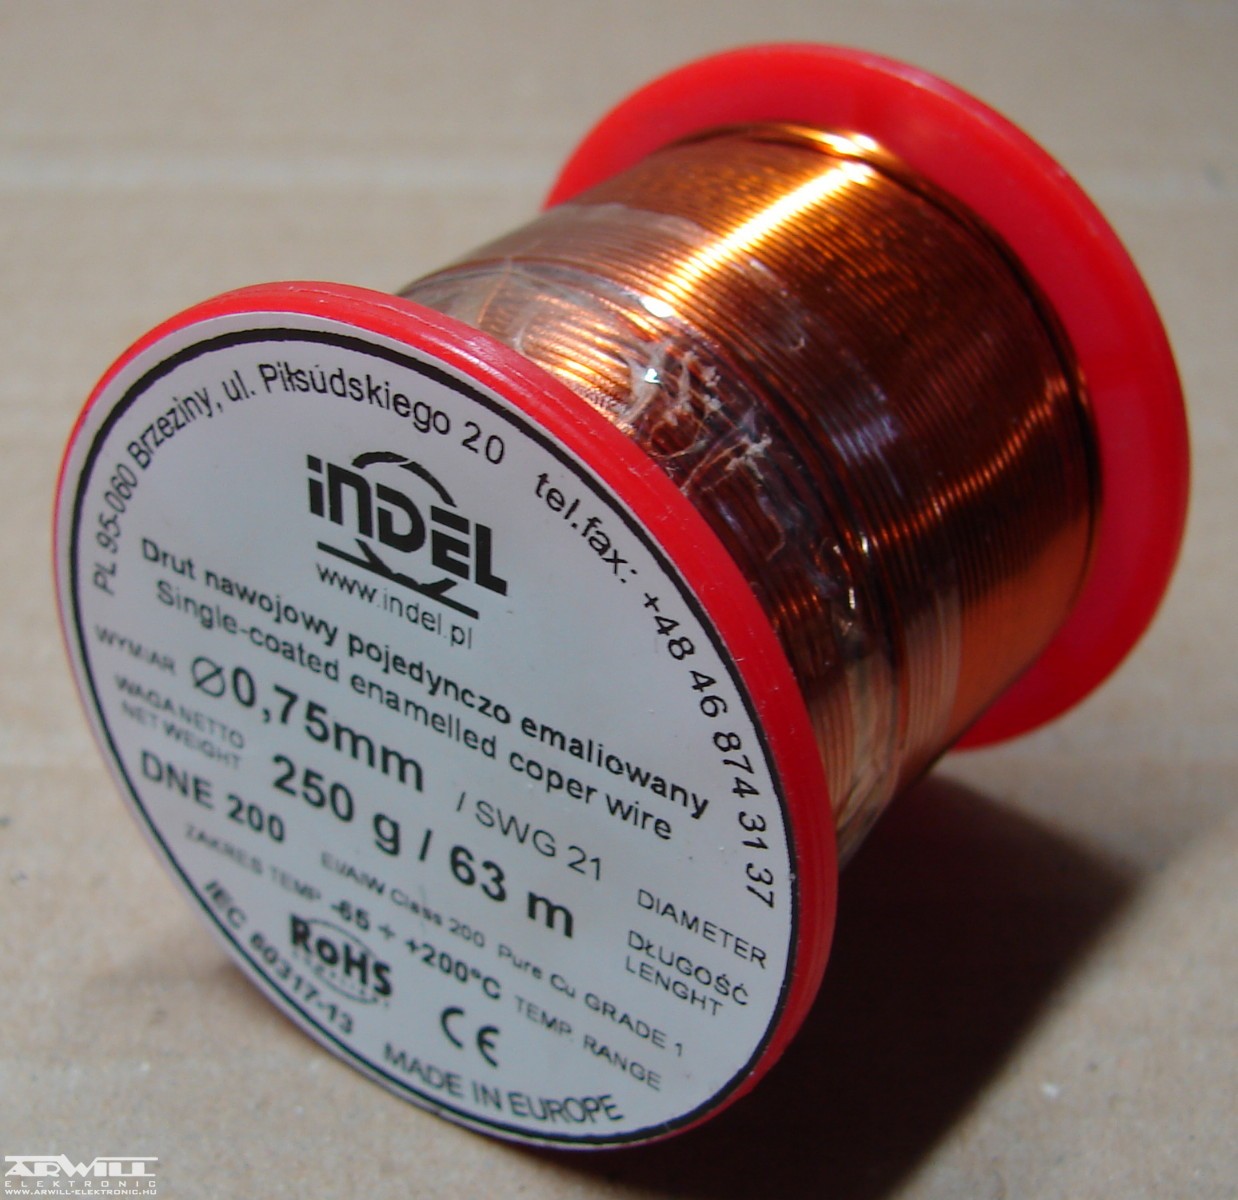 PL 95-060 Brzeziny, ul. Piłsudskiego 20 tel.fax: +48 46 874 31 37
iNDEL
www.indel.pl
Drut nawojowy pojedynczo emaliowany
Single-coated enamelled coper wire
WYMIAR Ø0,75mm / SWG 21 DIAMETER
WAGA NETTO 250 g / 63 m DŁUGOŚĆ
NET WEIGHT LENGHT
DNE 200 EI/AIW Class 200 Pure Cu GRADE 1
ZAKRES TEMP -65 ÷ +200°C TEMP. RANGE
RoHS
CE
IEC 60317-13 MADE IN EUROPE
ARWILL
ELEKTRONIC
WWW.ARWILL-ELEKTRONIC.HU